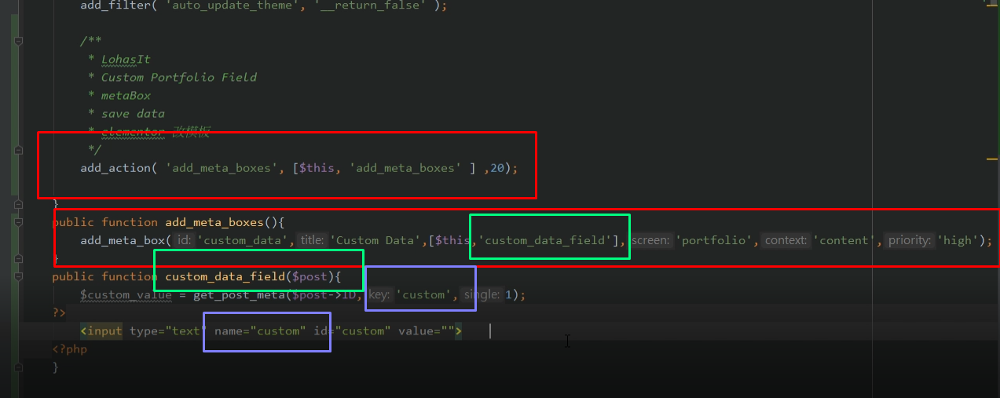 add_filter( 'auto_update_theme', '__return_false' );
/**
* LohasIt
* Custom Portfolio Field
* metaBox
* save data
* elementor 改模板
*/
add_action( 'add_meta_boxes', [$this, 'add_meta_boxes' ] ,20);
}
public function add_meta_boxes(){
add_meta_box( id: 'custom_data', title: 'Custom Data',[$this,'custom_data_field'], screen: 'portfolio', context: 'content', priority: 'high');
}
public function custom_data_field($post){
$custom_value = get_post_meta($post->ID, key: 'custom', single: 1);
?>
<input type="text" name="custom" id="custom" value="">
<?php
}